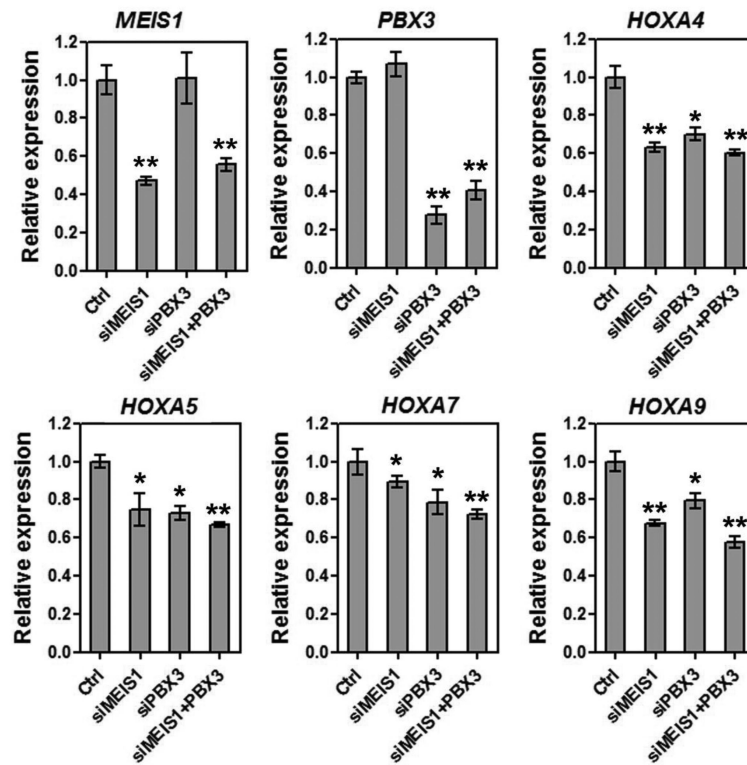 MEIS1
Relative expression
1.2
1.0
0.8
0.6
0.4
0.2
0.0
**
**
Ctrl
siMEIS1
siPBX3
siMEIS1+PBX3
PBX3
Relative expression
1.2
1.0
0.8
0.6
0.4
0.2
0.0
**
**
Ctrl
siMEIS1
siPBX3
siMEIS1+PBX3
HOXA4
Relative expression
1.2
1.0
0.8
0.6
0.4
0.2
0.0
**
*
**
Ctrl
siMEIS1
siPBX3
siMEIS1+PBX3
HOXA5
Relative expression
1.2
1.0
0.8
0.6
0.4
0.2
0.0
*
*
**
Ctrl
siMEIS1
siPBX3
siMEIS1+PBX3
HOXA7
Relative expression
1.2
1.0
0.8
0.6
0.4
0.2
0.0
*
*
**
Ctrl
siMEIS1
siPBX3
siMEIS1+PBX3
HOXA9
Relative expression
1.2
1.0
0.8
0.6
0.4
0.2
0.0
**
*
**
Ctrl
siMEIS1
siPBX3
siMEIS1+PBX3